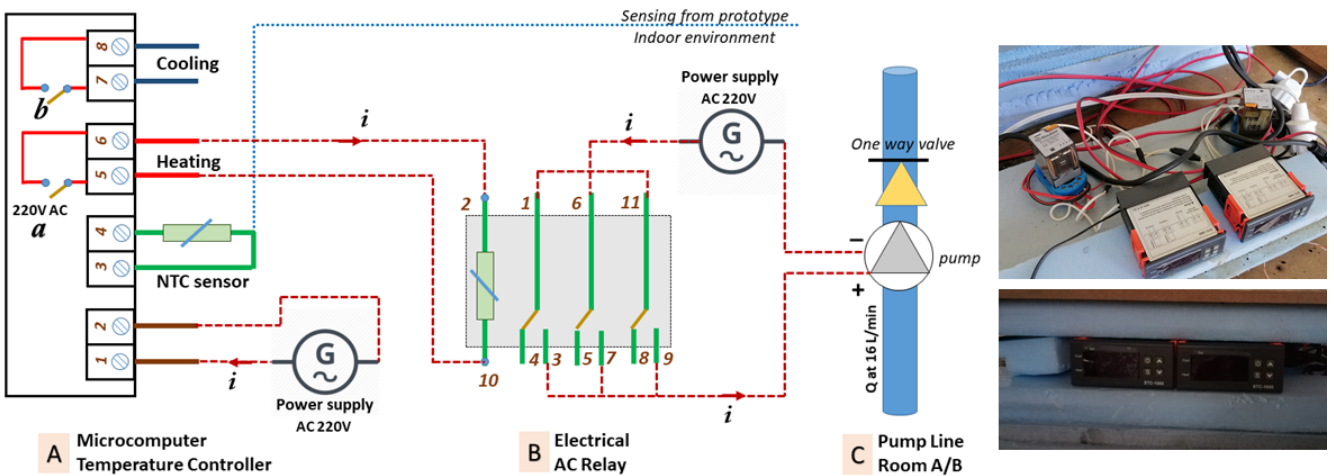 Sensing from prototype
Indoor environment
8
7
Cooling
b
6
5
Heating
220V AC
a
4
3
NTC sensor
2
1
i
G
Power supply
AC 220V
A
Microcomputer
Temperature Controller
i
2
10
1
6
11
4
3
5
7
8
9
i
Power supply
AC 220V
G
i
B
Electrical
AC Relay
One way valve
–
pump
+
Q at 16 L/min
C
Pump Line
Room A/B